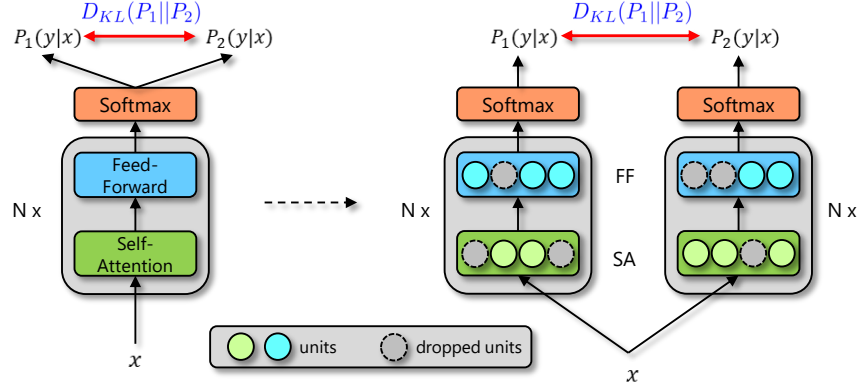 D_{KL}(P_1||P_2)
P_1(y|x)
P_2(y|x)
Softmax
Feed-
Forward
N x
Self-
Attention
x
D_{KL}(P_1||P_2)
P_1(y|x)
P_2(y|x)
Softmax
Softmax
FF
N x
N x
SA
x
units
dropped units